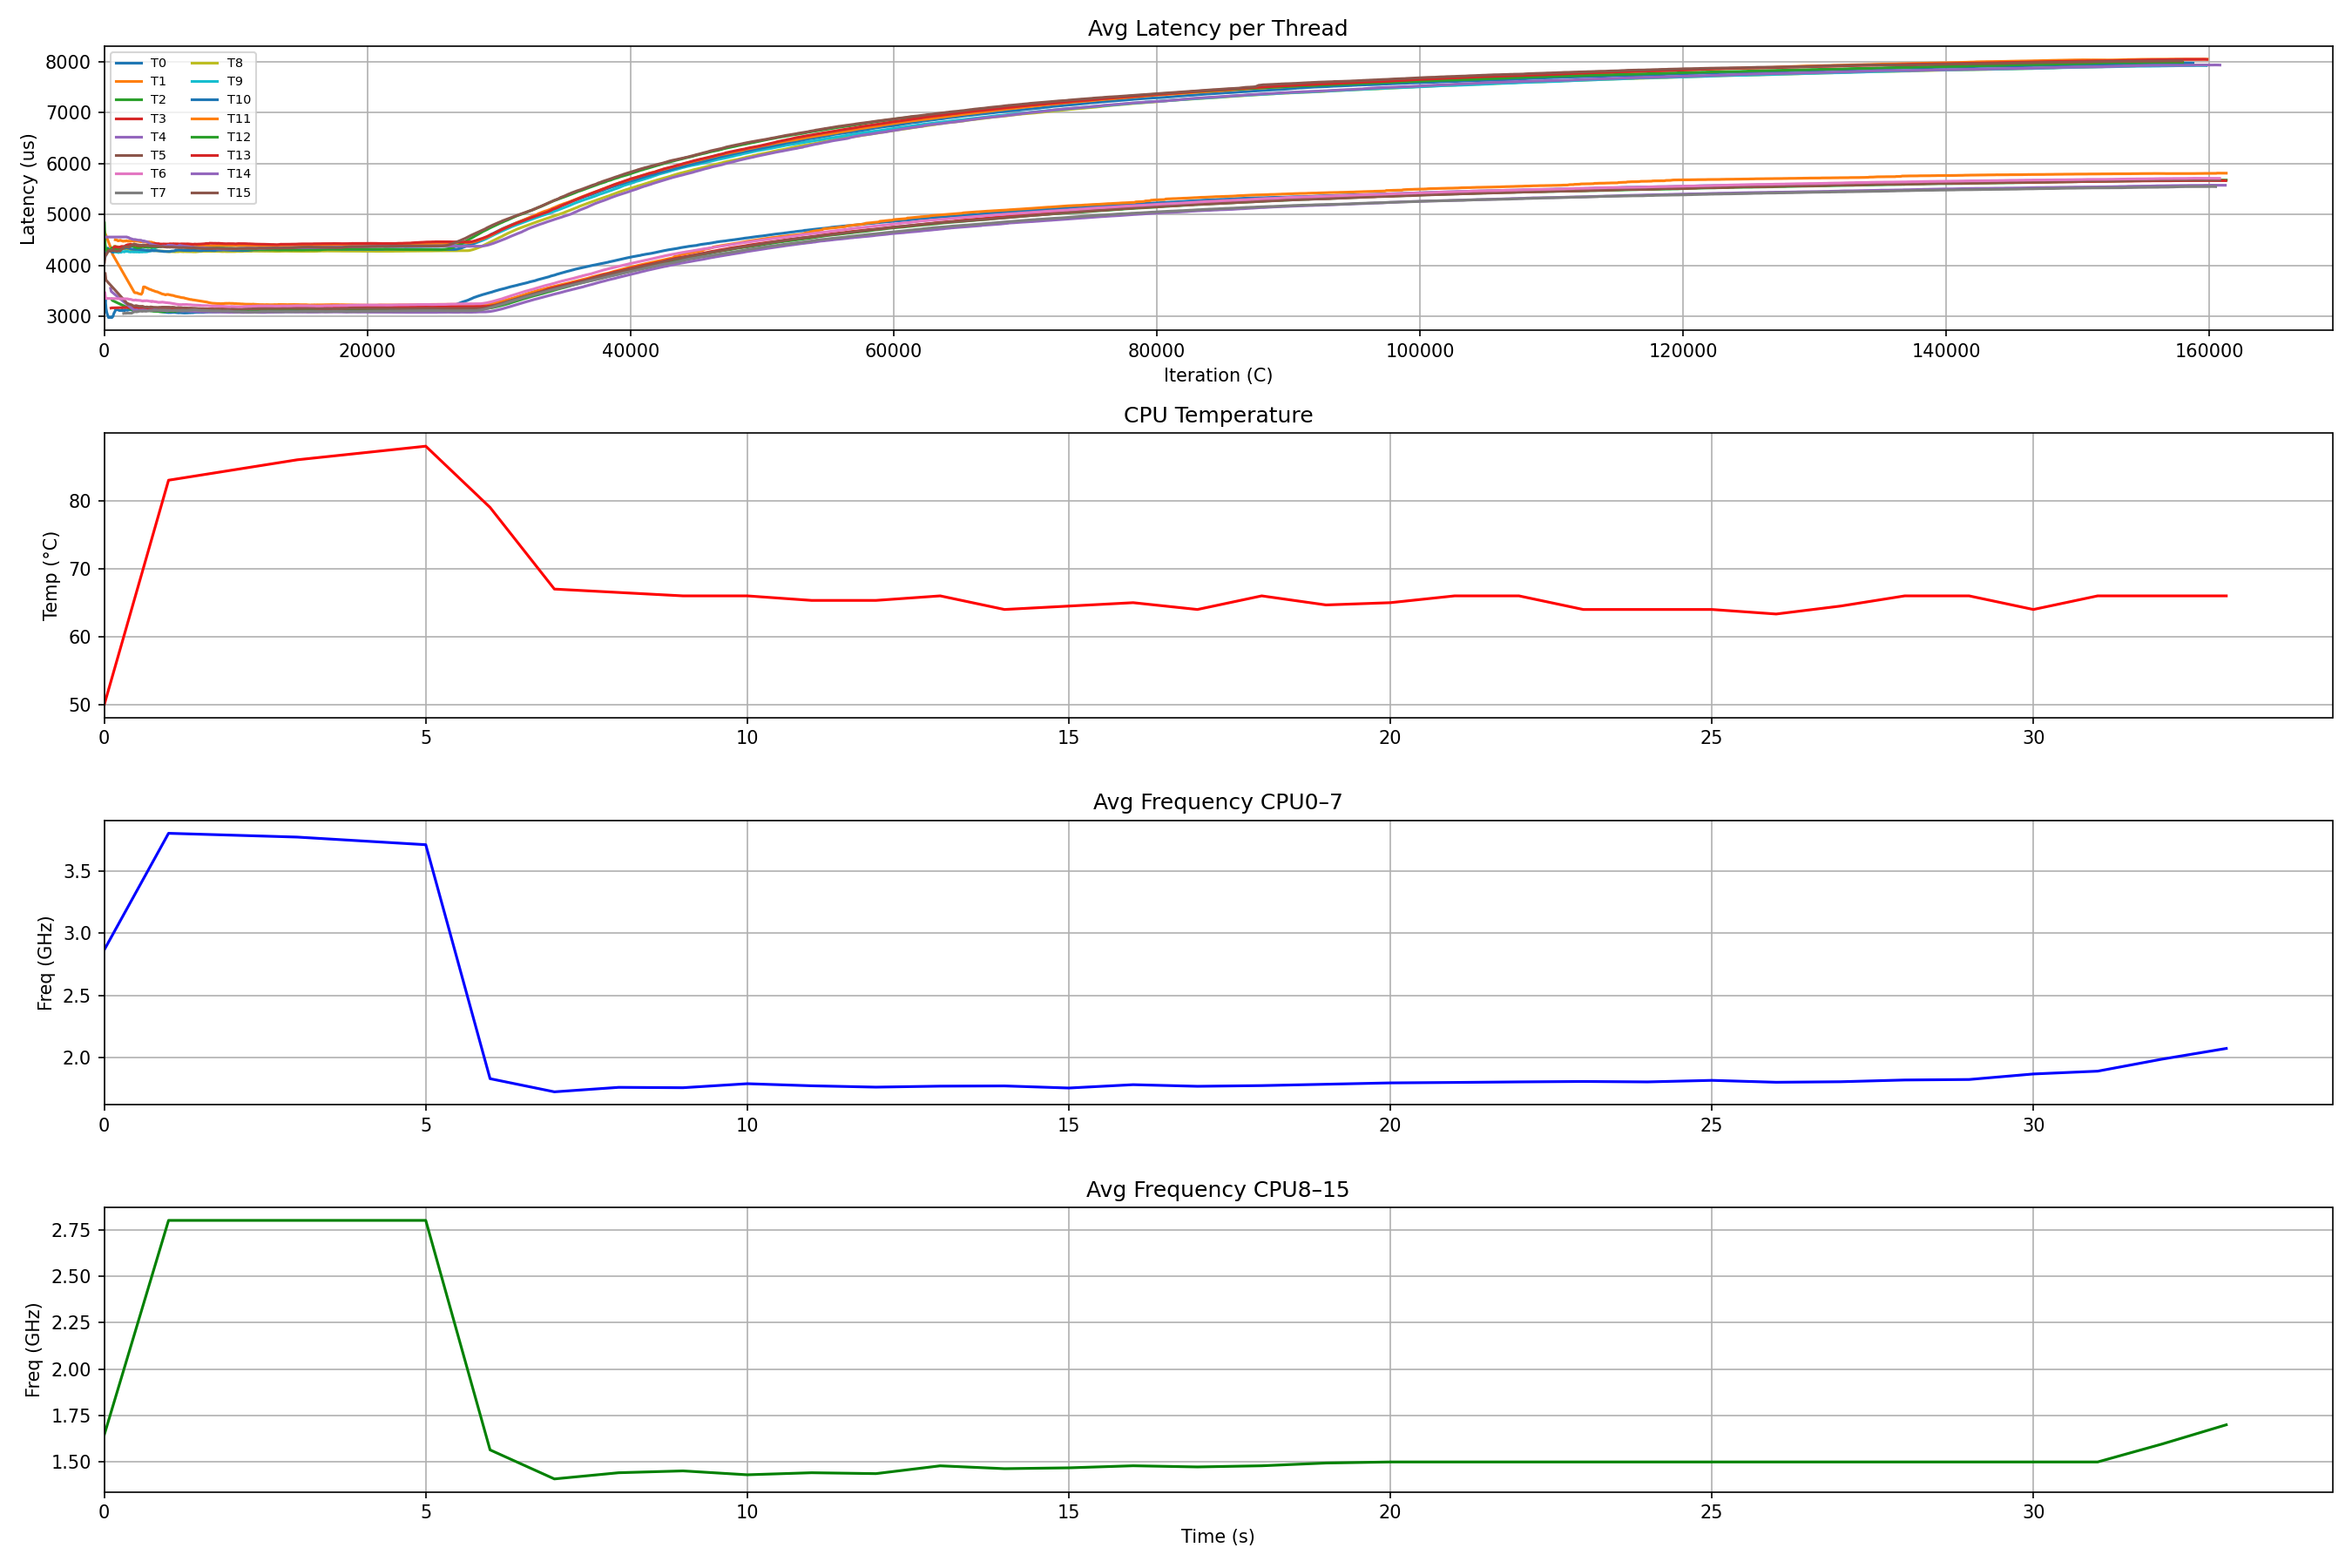 Avg Latency per Thread
Latency (us)
8000
7000
6000
5000
4000
3000
T0 T8
T1 T9
T2 T10
T3 T11
T4 T12
T5 T13
T6 T14
T7 T15
0 20000 40000 60000 80000 100000 120000 140000 160000
Iteration (C)
CPU Temperature
Temp (°C)
80
70
60
50
0 5 10 15 20 25 30
Avg Frequency CPU0–7
Freq (GHz)
3.5
3.0
2.5
2.0
0 5 10 15 20 25 30
Avg Frequency CPU8–15
Freq (GHz)
2.75
2.50
2.25
2.00
1.75
1.50
0 5 10 15 20 25 30
Time (s)